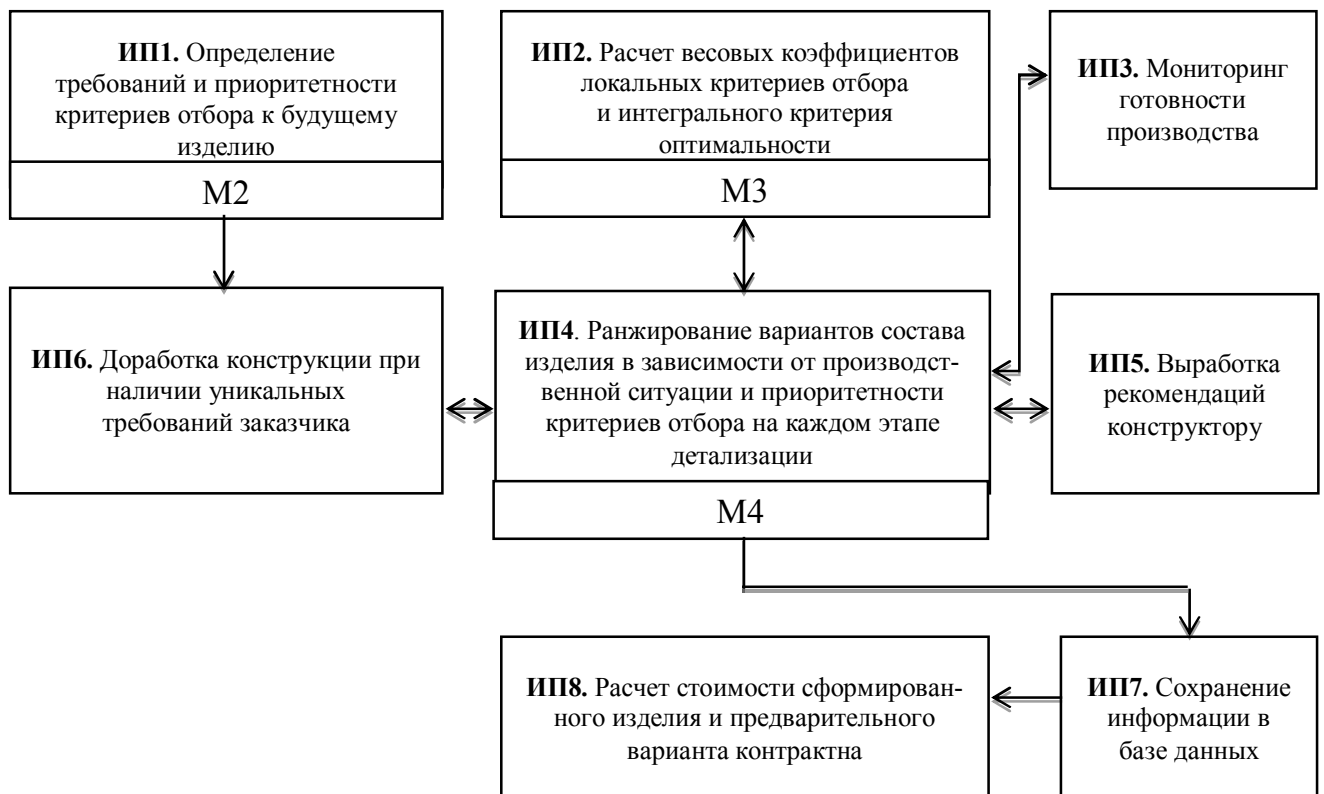 ИП1. Определение
требований и приоритетности
критериев отбора к будущему
изделию
М2
ИП2. Расчет весовых коэффициентов
локальных критериев отбора
и интегрального критерия
оптимальности
М3
ИП3. Мониторинг
готовности
производства
ИП6. Доработка конструкции при
наличии уникальных
требований заказчика
ИП4. Ранжирование вариантов состава
изделия в зависимости от производст-
венной ситуации и приоритетности
критериев отбора на каждом этапе
детализации
М4
ИП5. Выработка
рекомендаций
конструктору
ИП8. Расчет стоимости сформирован-
ного изделия и предварительного
варианта контрактна
ИП7. Сохранение
информации в
базе данных